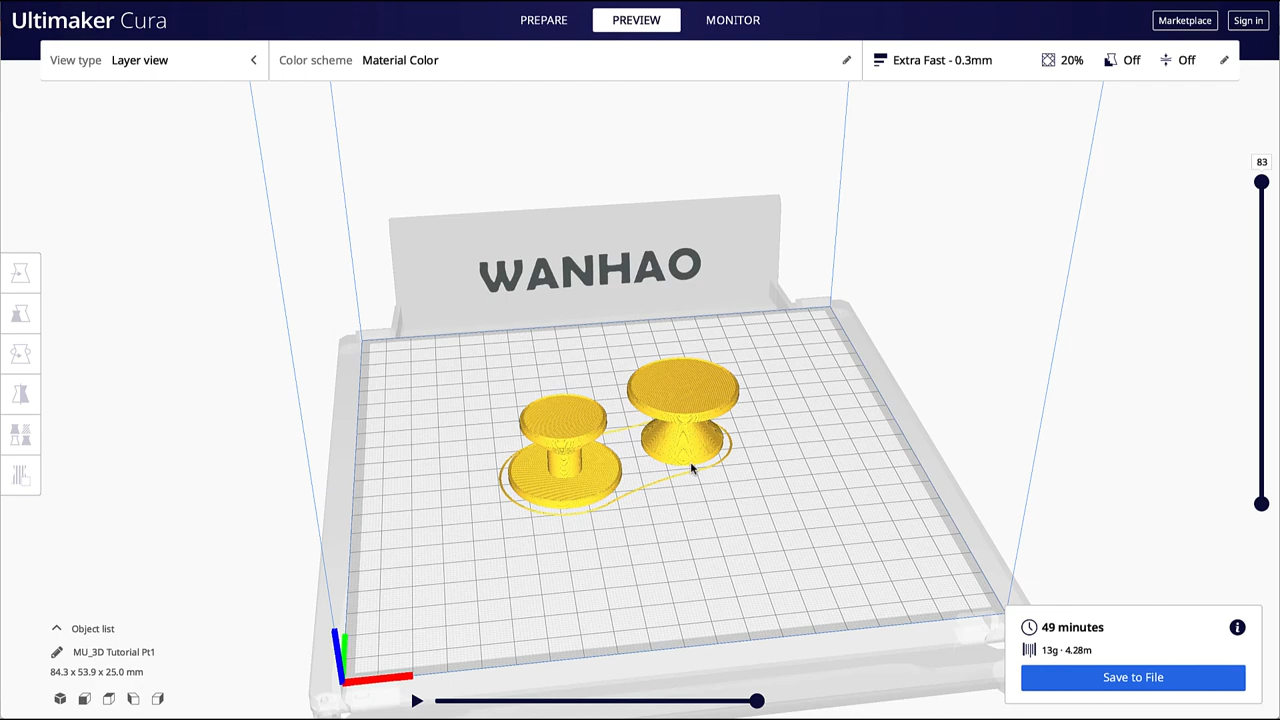 Ultimaker Cura
PREPARE
PREVIEW
MONITOR
Marketplace
Sign in
View type Layer view
Color scheme Material Color
Extra Fast - 0.3mm
20%
Off
Off
83
WANHAO
Object list
MU_3D Tutorial Pt1
84.3 x 53.9 x 25.0 mm
49 minutes
13g · 4.28m
Save to File